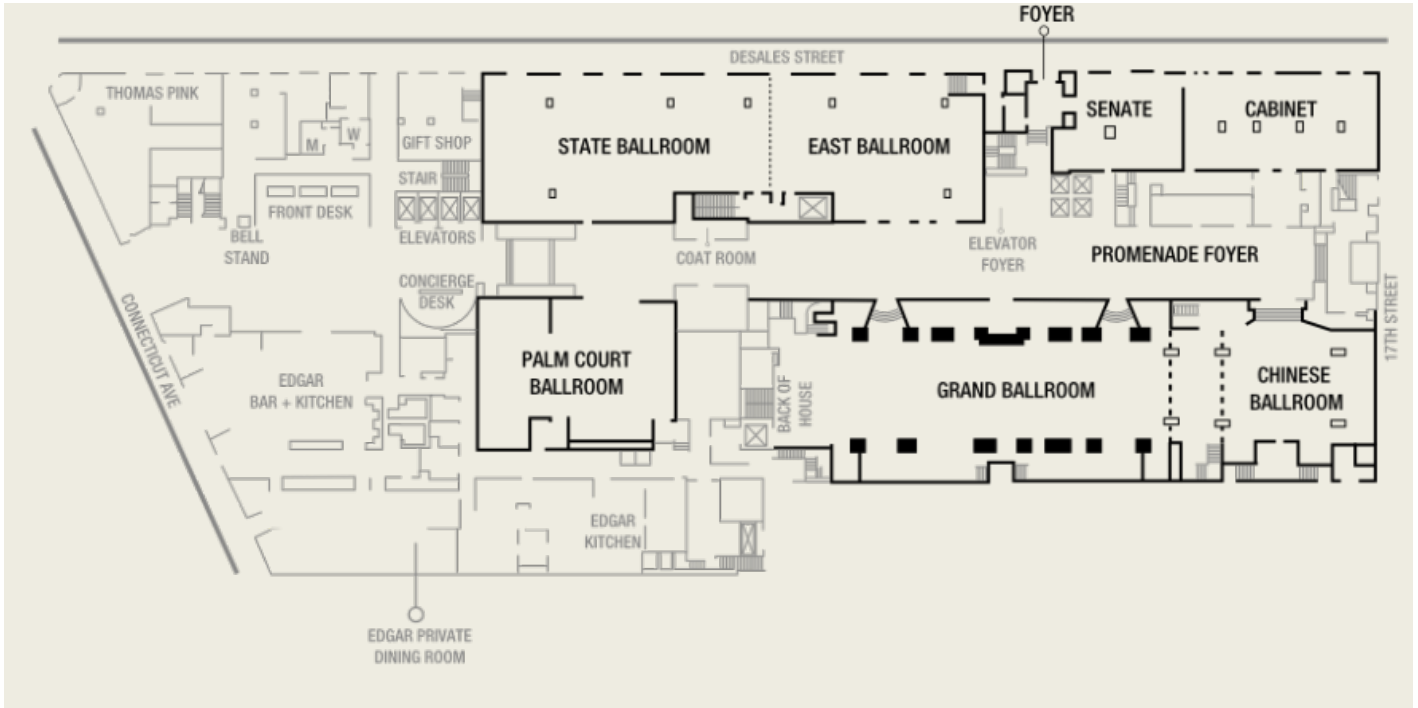 FOYER
DESALES STREET
THOMAS PINK
M
W
GIFT SHOP
STATE BALLROOM
EAST BALLROOM
SENATE
CABINET
STAIR
FRONT DESK
BELL
STAND
ELEVATORS
COAT ROOM
ELEVATOR
FOYER
PROMENADE FOYER
CONCIERGE
DESK
CONNECTICUT AVE
17TH STREET
PALM COURT
BALLROOM
EDGAR
BAR + KITCHEN
BACK OF
HOUSE
GRAND BALLROOM
CHINESE
BALLROOM
EDGAR
KITCHEN
EDGAR PRIVATE
DINING ROOM